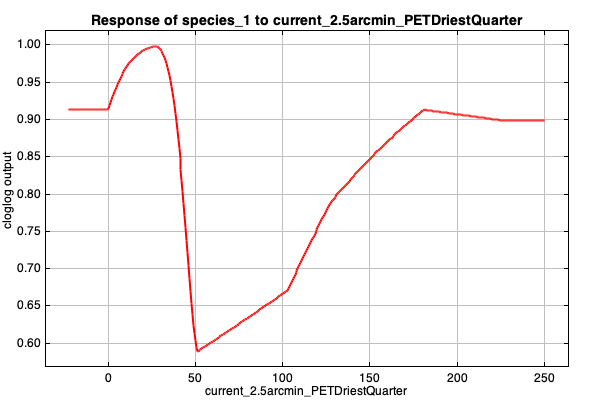 Response of species_1 to current_2.5arcmin_PETDriestQuarter
1.00
0.95
0.90
0.85
0.80
0.75
0.70
0.65
0.60
cloglog output
0 50 100 150 200 250
current_2.5arcmin_PETDriestQuarter